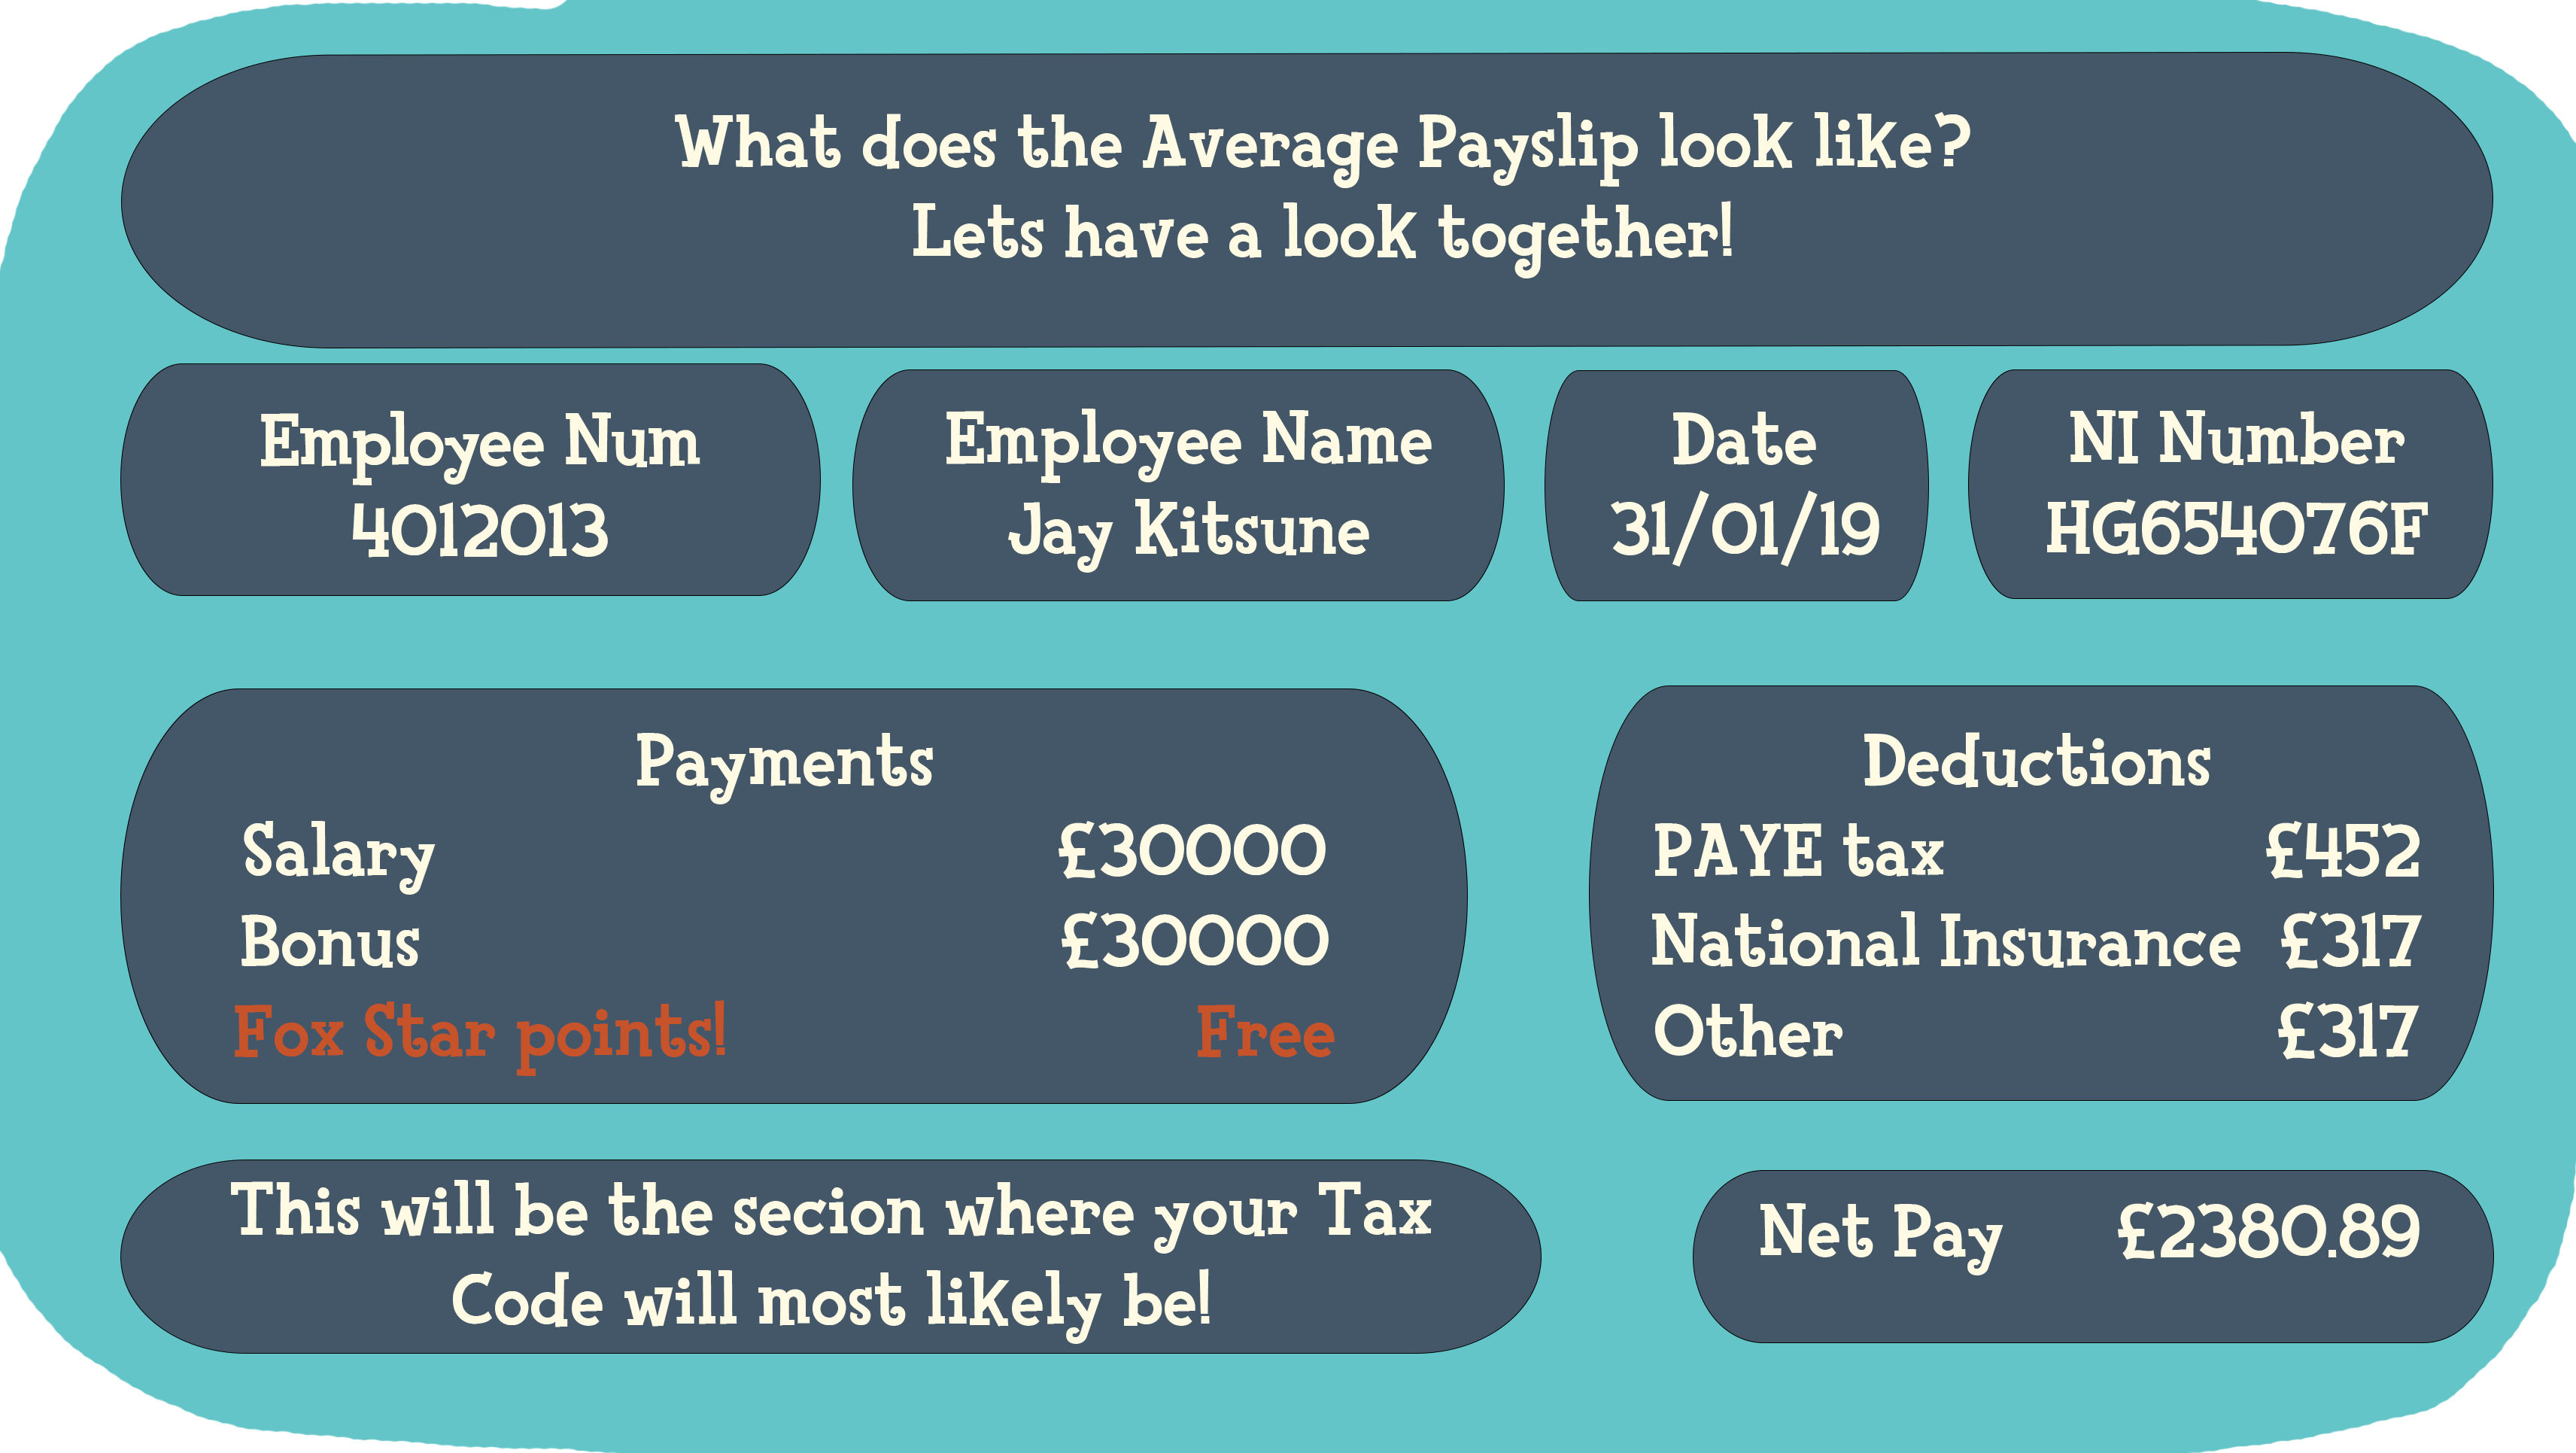 What does the Average Payslip look like?
Lets have a look together!
Employee Num
4012013
Employee Name
Jay Kitsune
Date
31/01/19
NI Number
HG654076F
Payments
Salary £30000
Bonus £30000
Fox Star points! Free
Deductions
PAYE tax £452
National Insurance £317
Other £317
This will be the secion where your Tax
Code will most likely be!
Net Pay £2380.89